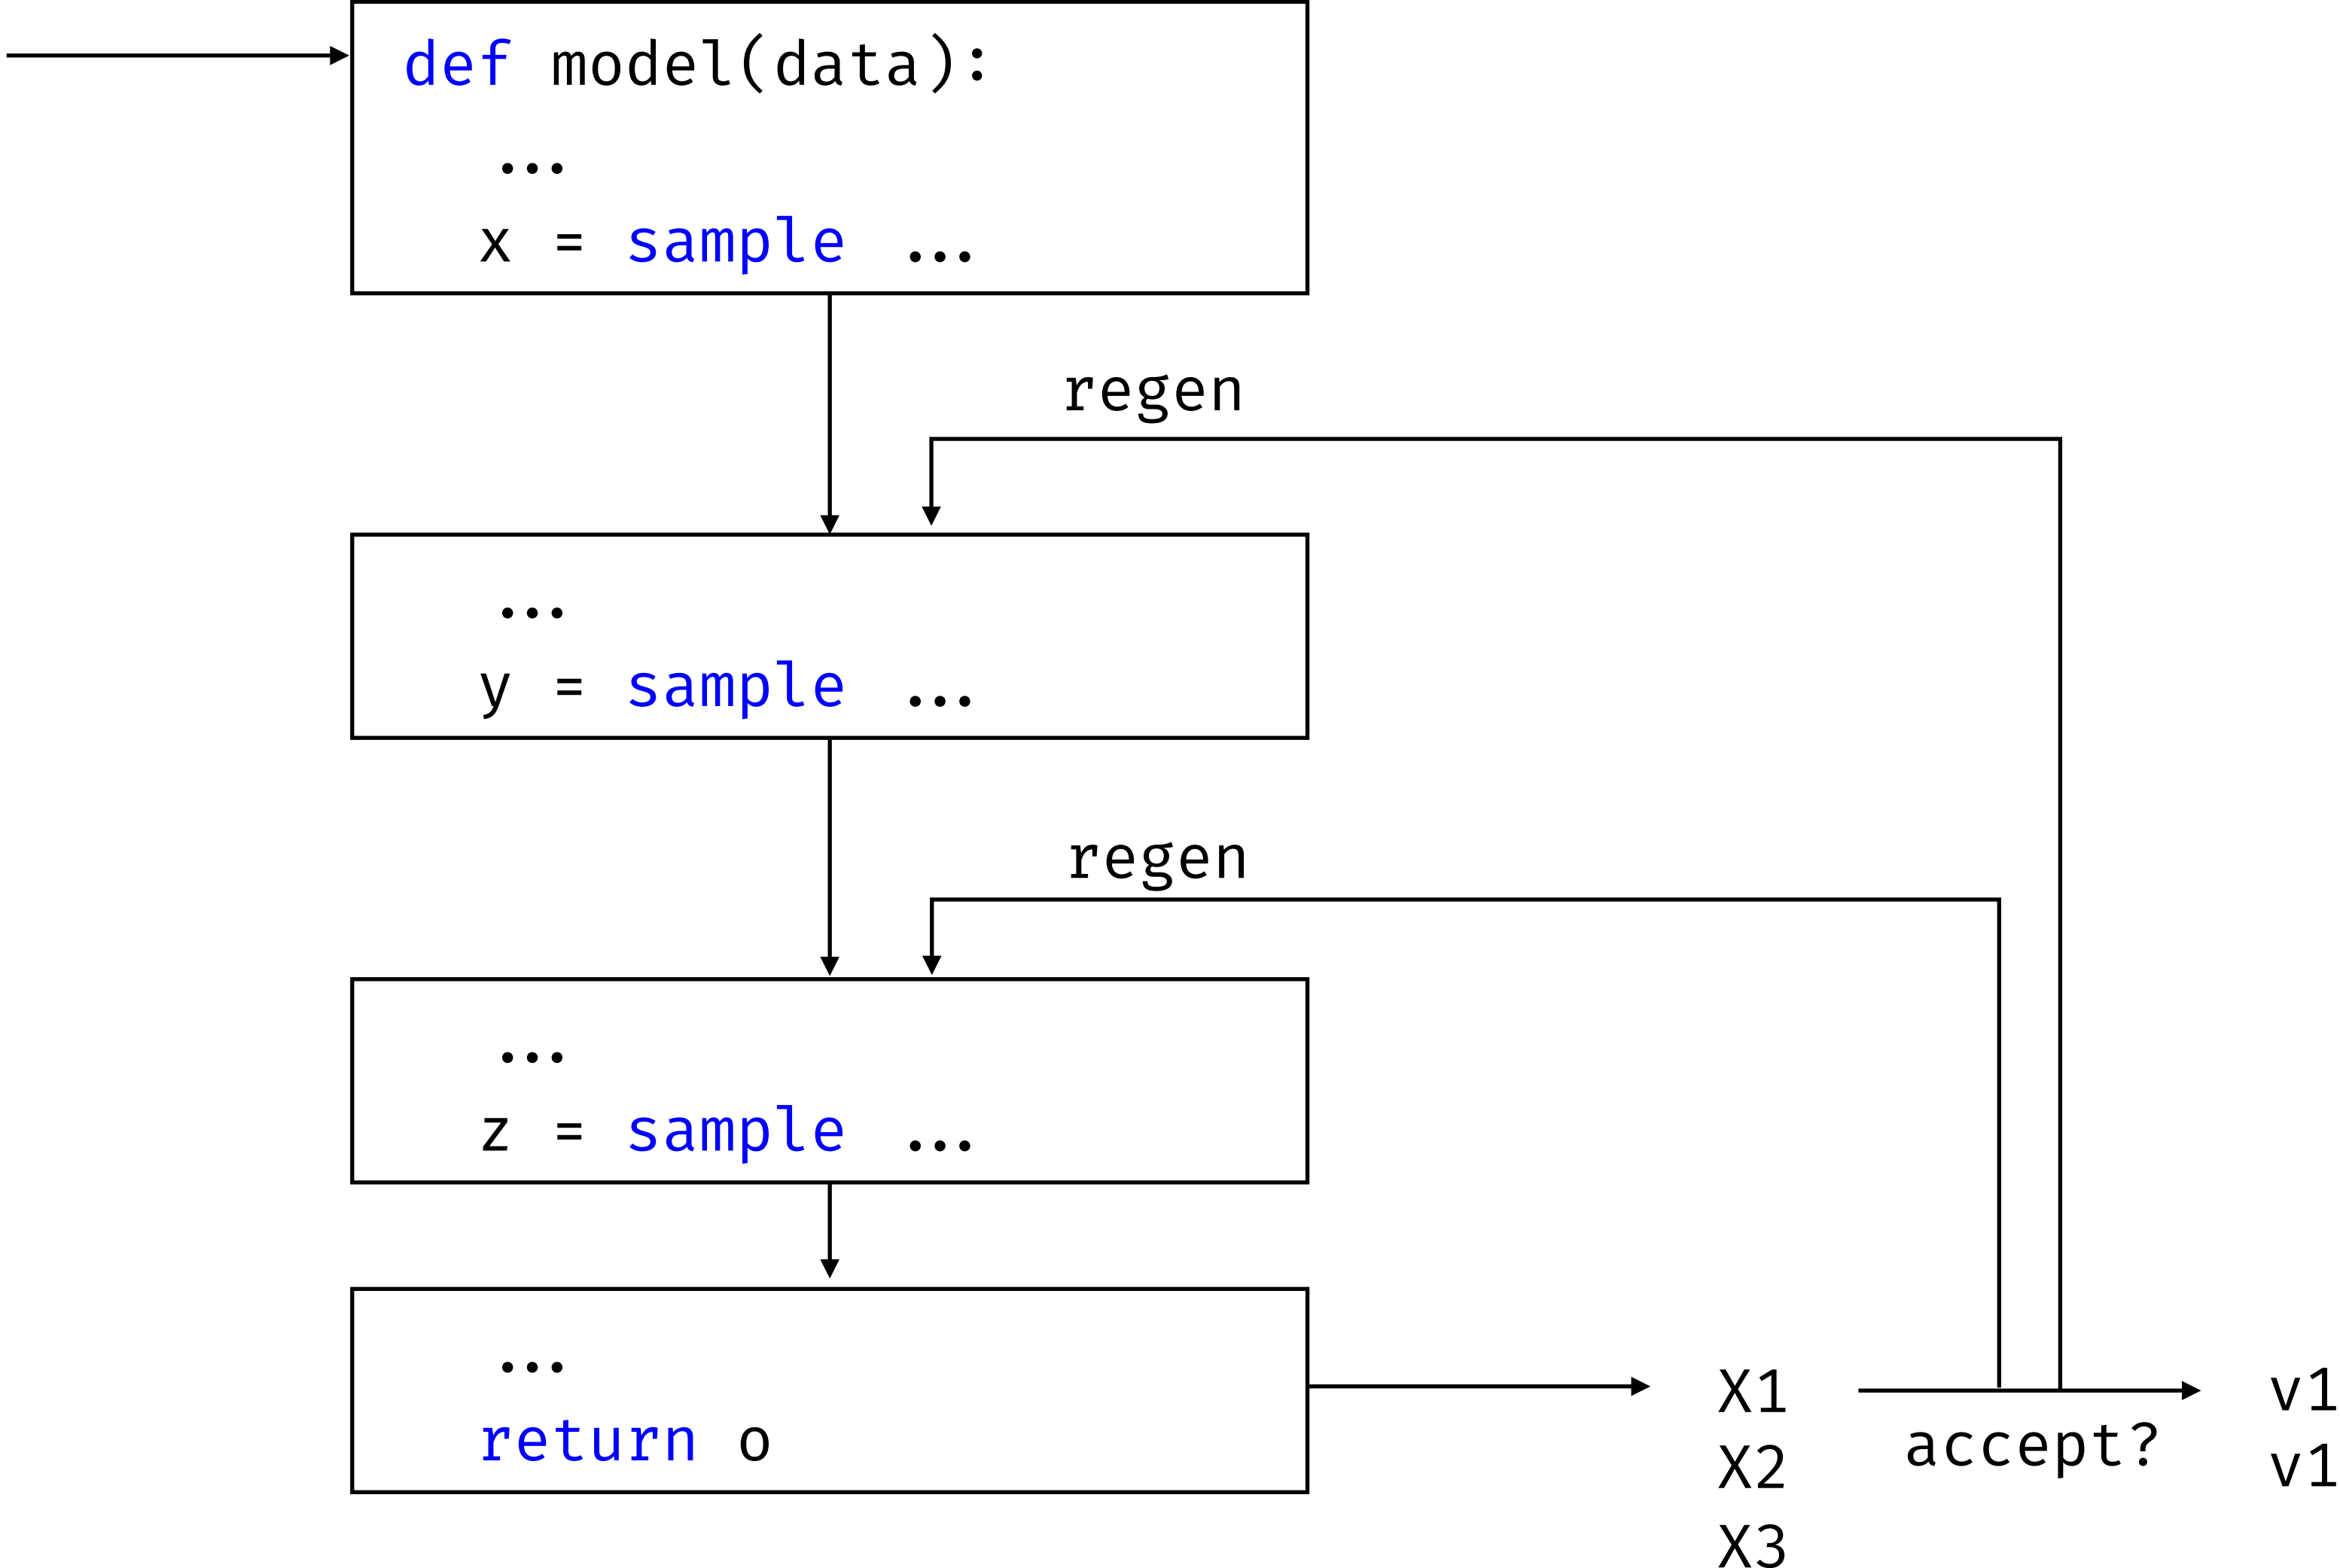 def model(data):
...
x = sample ...
regen
...
y = sample ...
regen
...
z = sample ...
...
return o
X1
X2
X3
accept?
v1
v1